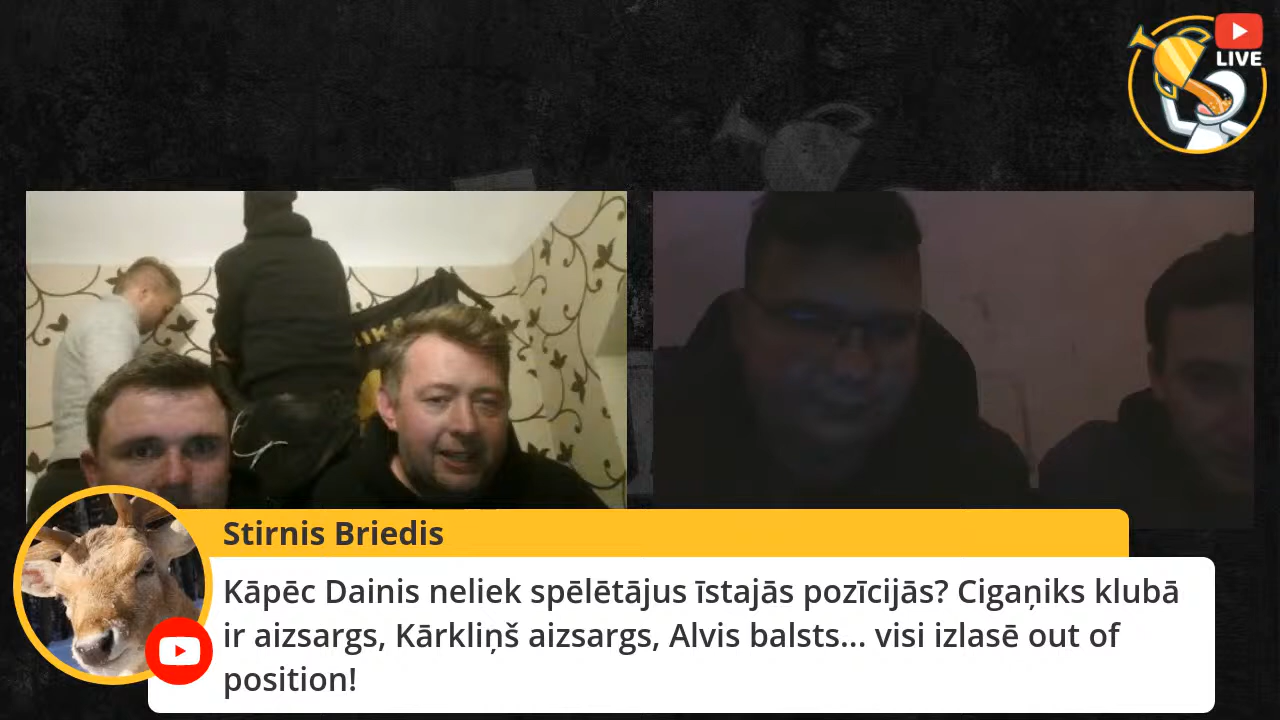 LIVE
Stirnis Briedis
Kāpēc Dainis neliek spēlētājus īstajās pozīcijās? Cigaņiks klubā
ir aizsargs, Kārkliņš aizsargs, Alvis balsts... visi izlasē out of
position!